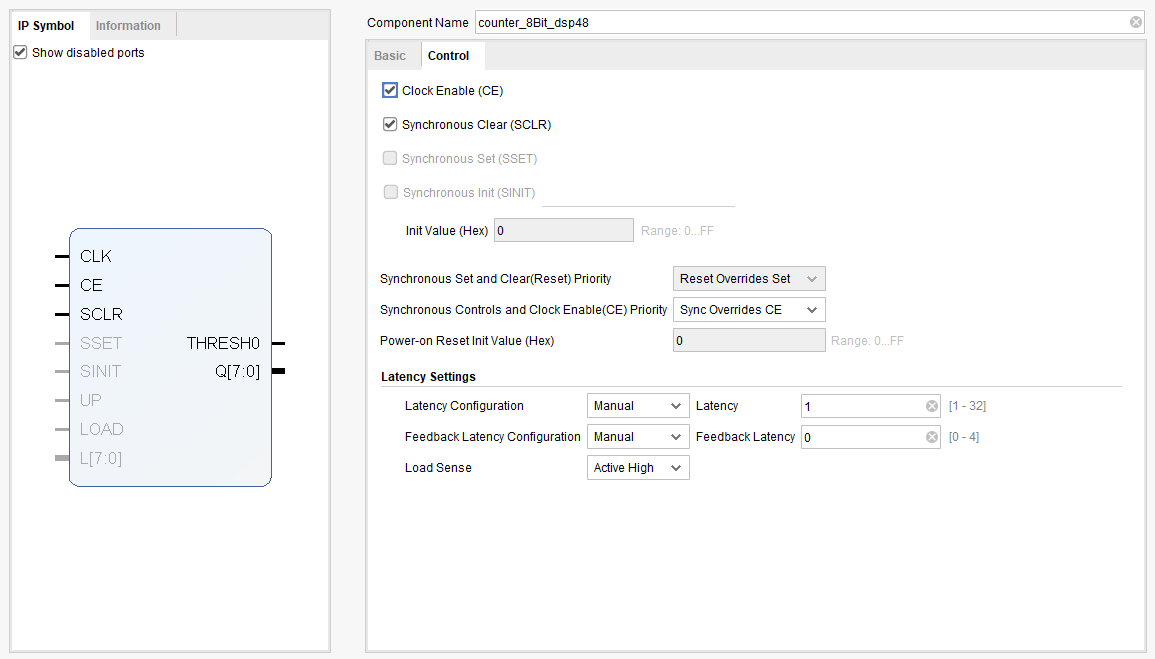 IP Symbol Information
Show disabled ports
CLK
CE
SCLR
SSET THRESH0
SINIT Q[7:0]
UP
LOAD
L[7:0]
Component Name counter_8Bit_dsp48
Basic Control
Clock Enable (CE)
Synchronous Clear (SCLR)
Synchronous Set (SSET)
Synchronous Init (SINIT)
Init Value (Hex) 0 Range: 0...FF
Synchronous Set and Clear(Reset) Priority Reset Overrides Set
Synchronous Controls and Clock Enable(CE) Priority Sync Overrides CE
Power-on Reset Init Value (Hex) 0 Range: 0...FF
Latency Settings
Latency Configuration Manual Latency 1 [1 - 32]
Feedback Latency Configuration Manual Feedback Latency 0 [0 - 4]
Load Sense Active High